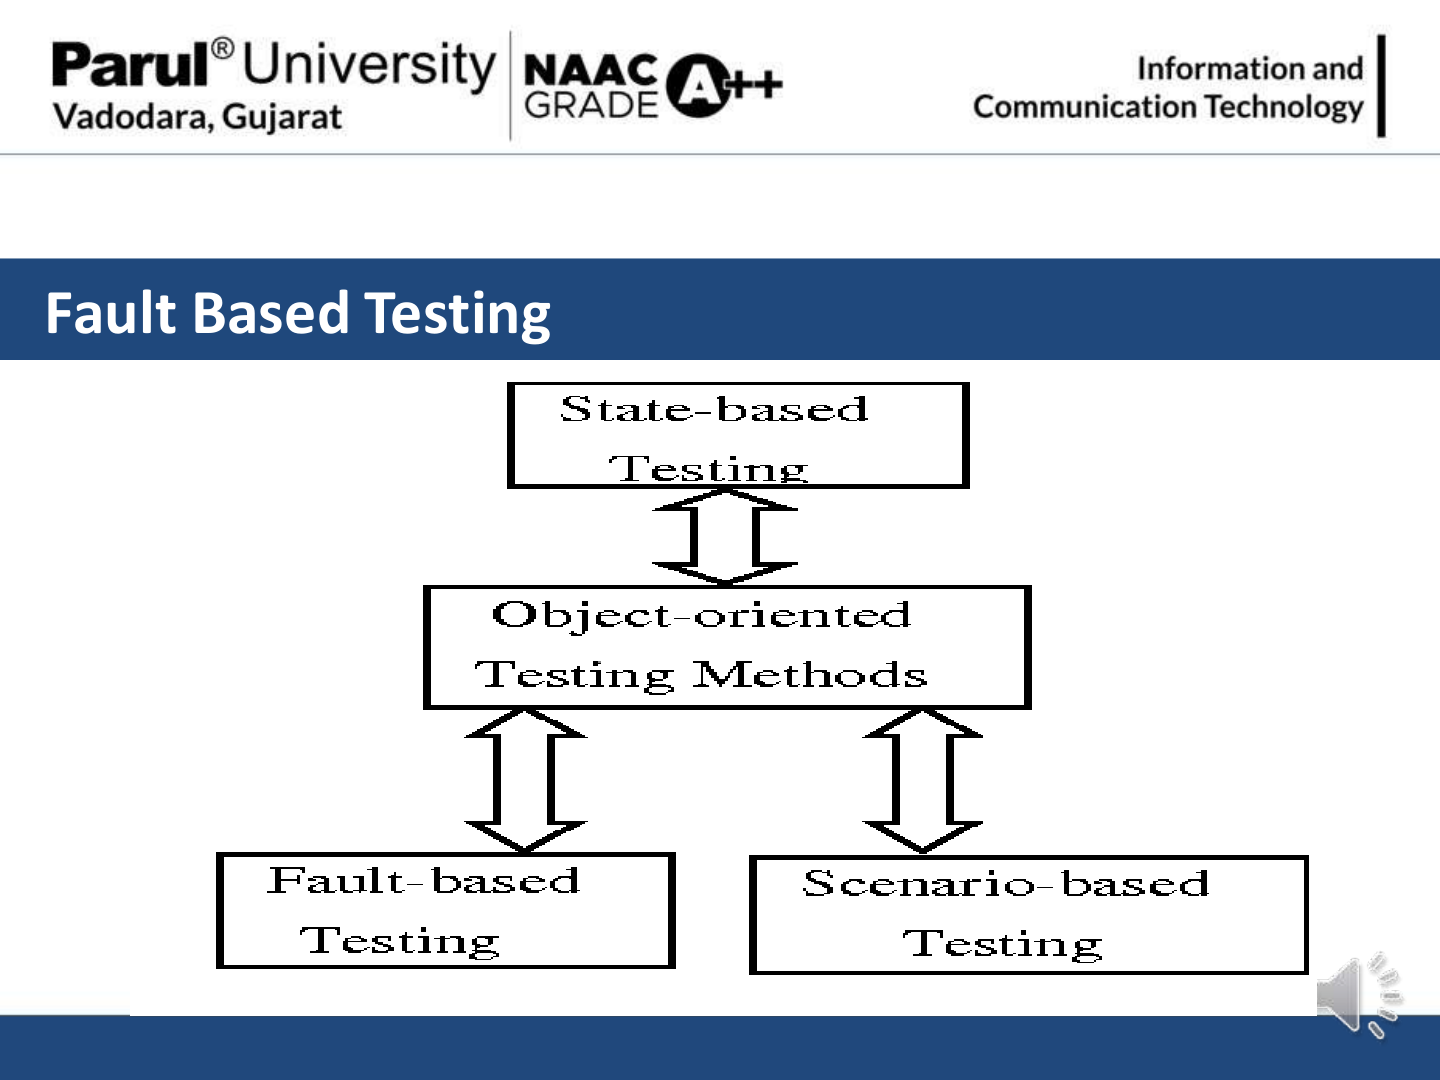 Parul® University
Vadodara, Gujarat
NAAC
GRADE
A++
Information and
Communication Technology
Fault Based Testing
State-based
Testing
Object-oriented
Testing Methods
Fault-based
Testing
Scenario-based
Testing